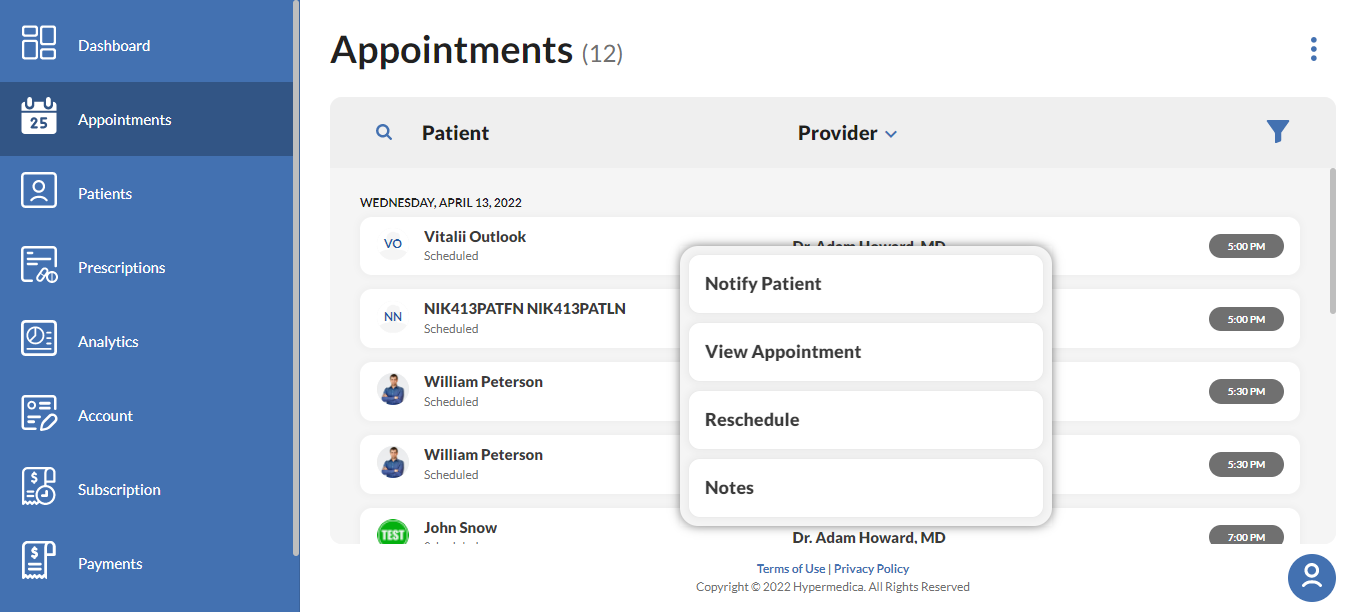 Dashboard
25
Appointments
Patients
Prescriptions
Analytics
Account
$
Subscription
$
Payments
Appointments (12)
Patient
Provider
WEDNESDAY, APRIL 13, 2022
VO
Vitalii Outlook
Scheduled
Dr. Adam Howard, MD
5:00 PM
NN
NIK413PATFN NIK413PATLN
Scheduled
5:00 PM
William Peterson
Scheduled
5:30 PM
William Peterson
Scheduled
5:30 PM
TEST
John Snow
Dr. Adam Howard, MD
7:00 PM
Notify Patient
View Appointment
Reschedule
Notes
Terms of Use | Privacy Policy
Copyright © 2022 Hypermedica. All Rights Reserved